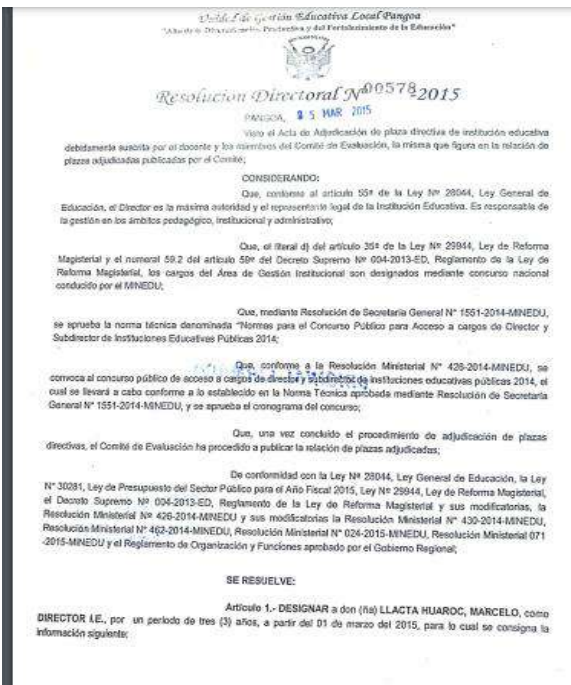 Unidad de Gestión Educativa Local Pangoa
"Año de la Diversificación Productiva y del Fortalecimiento de la Educación"
Resolucion Directoral Nº 00578-2015
PANGOA, 25 MAR 2015
Visto el Acta de Adjudicación de plaza directiva de institución educativa
debidamente suscrita por el docente y los miembros del Comité de Evaluación, la misma que figura en la relación de
plazas adjudicadas publicadas por el Comité;
CONSIDERANDO:
Que, conforme al artículo 55º de la Ley Nº 28044, Ley General de
Educación, el Director es la máxima autoridad y el representante legal de la Institución Educativa. Es responsable de
la gestión en los ámbitos pedagógico, institucional y administrativo;
Que, el literal d) del artículo 35º de la Ley Nº 29944, Ley de Reforma
Magisterial y el numeral 59.2 del artículo 59º del Decreto Supremo Nº 004-2013-ED, Reglamento de la Ley de
Reforma Magisterial, los cargos del Área de Gestión Institucional son designados mediante concurso nacional
conducido por el MINEDU;
Que, mediante Resolución de Secretaría General N° 1551-2014-MINEDU,
se aprueba la norma técnica denominada "Normas para el Concurso Público para Acceso a cargos de Director y
Subdirector de Instituciones Educativas Públicas 2014;
Que, conforme a la Resolución Ministerial N° 426-2014-MINEDU, se
convoca al concurso público de acceso a cargos de director y subdirector de instituciones educativas públicas 2014, el
cual se llevará a cabo conforme a lo establecido en la Norma Técnica aprobada mediante Resolución de Secretaría
General N° 1551-2014-MINEDU, y se aprueba el cronograma del concurso;
Que, una vez concluido el procedimiento de adjudicación de plazas
directivas, el Comité de Evaluación ha procedido a publicar la relación de plazas adjudicadas;
De conformidad con la Ley Nº 28044, Ley General de Educación, la Ley
N° 30281, Ley de Presupuesto del Sector Público para el Año Fiscal 2015, Ley Nº 29944, Ley de Reforma Magisterial,
el Decreto Supremo Nº 004-2013-ED, Reglamento de la Ley de Reforma Magisterial y sus modificatorias, la
Resolución Ministerial N° 426-2014-MINEDU y sus modificatorias la Resolución Ministerial N° 430-2014-MINEDU,
Resolución Ministerial N° 462-2014-MINEDU, Resolución Ministerial N° 024-2015-MINEDU, Resolución Ministerial 071
-2015-MINEDU y el Reglamento de Organización y Funciones aprobado por el Gobierno Regional;
SE RESUELVE:
Artículo 1.- DESIGNAR a don (ña) LLACTA HUAROC, MARCELO, como
DIRECTOR I.E., por un período de tres (3) años, a partir del 01 de marzo del 2015, para lo cual se consigna la
información siguiente: